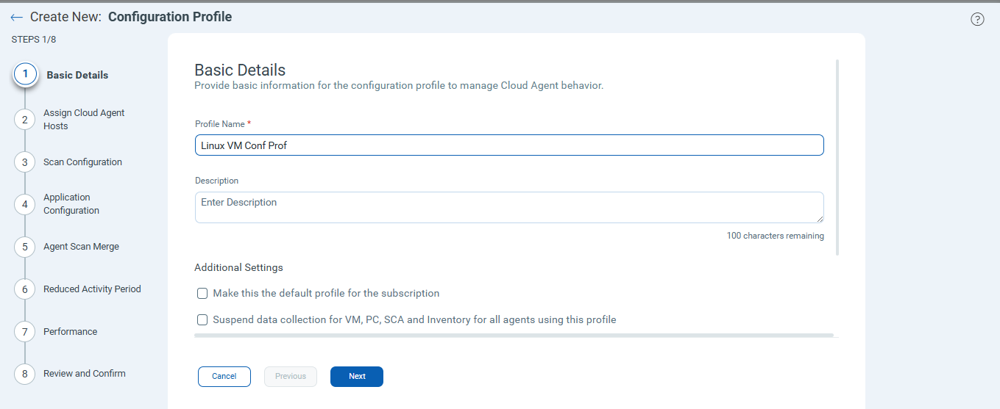 Create New: Configuration Profile
?
STEPS 1/8
1 Basic Details
2 Assign Cloud Agent
Hosts
3 Scan Configuration
4 Application
Configuration
5 Agent Scan Merge
6 Reduced Activity Period
7 Performance
8 Review and Confirm
Basic Details
Provide basic information for the configuration profile to manage Cloud Agent behavior.
Profile Name *
Linux VM Conf Prof
Description
Enter Description
100 characters remaining
Additional Settings
Make this the default profile for the subscription
Suspend data collection for VM, PC, SCA and Inventory for all agents using this profile
Cancel Previous Next